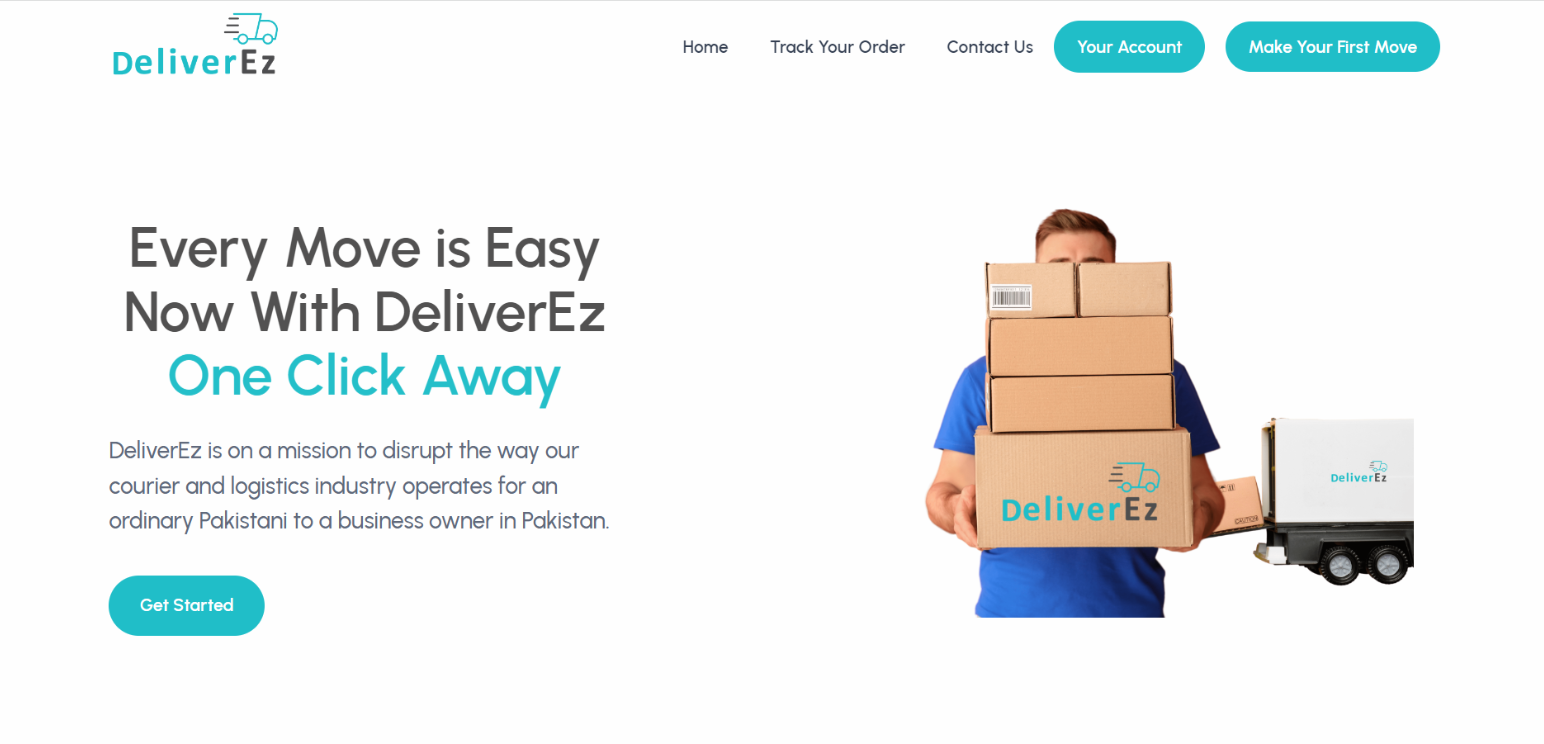 DeliverEz
Home
Track Your Order
Contact Us
Your Account
Make Your First Move
Every Move is Easy
Now With DeliverEz
One Click Away
DeliverEz is on a mission to disrupt the way our
courier and logistics industry operates for an
ordinary Pakistani to a business owner in Pakistan.
Get Started
DeliverEz
DeliverEz
CAUTION